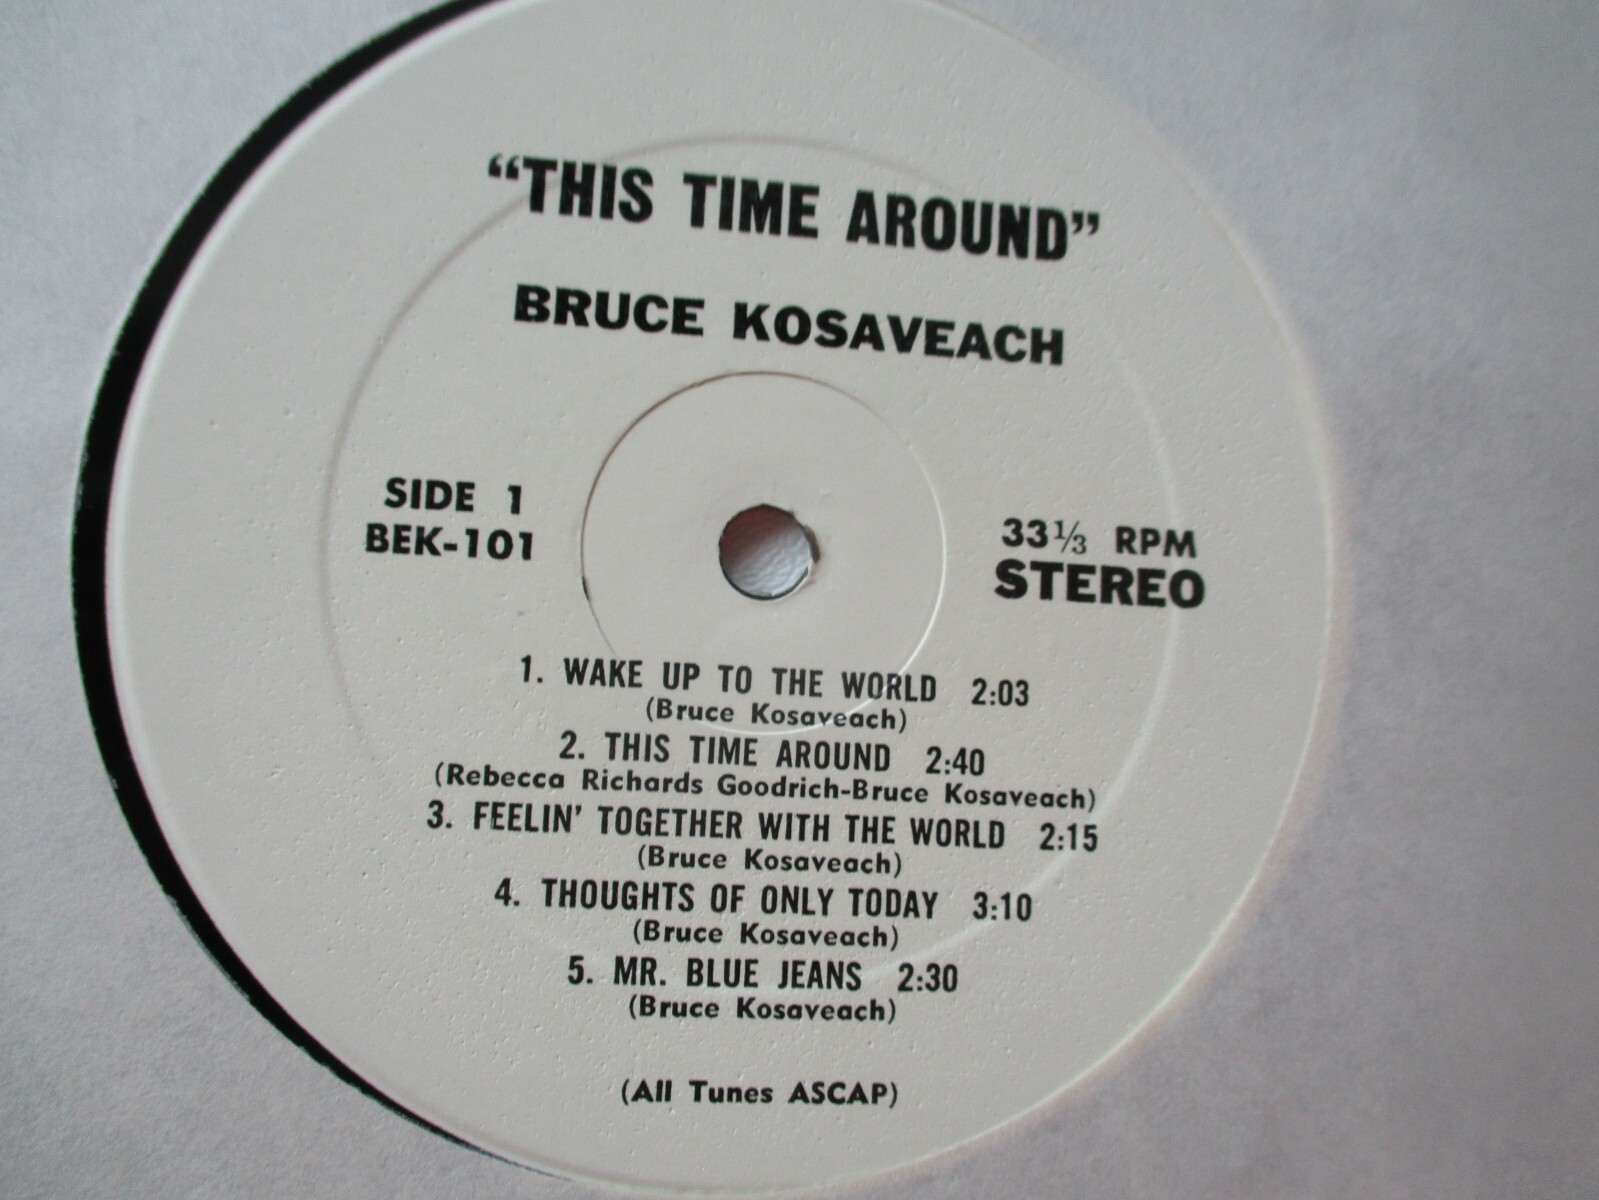 “THIS TIME AROUND”
BRUCE KOSAVEACH
SIDE 1
BEK-101
33⅓ RPM
STEREO
1. WAKE UP TO THE WORLD 2:03
(Bruce Kosaveach)
2. THIS TIME AROUND 2:40
(Rebecca Richards Goodrich-Bruce Kosaveach)
3. FEELIN’ TOGETHER WITH THE WORLD 2:15
(Bruce Kosaveach)
4. THOUGHTS OF ONLY TODAY 3:10
(Bruce Kosaveach)
5. MR. BLUE JEANS 2:30
(Bruce Kosaveach)
(All Tunes ASCAP)